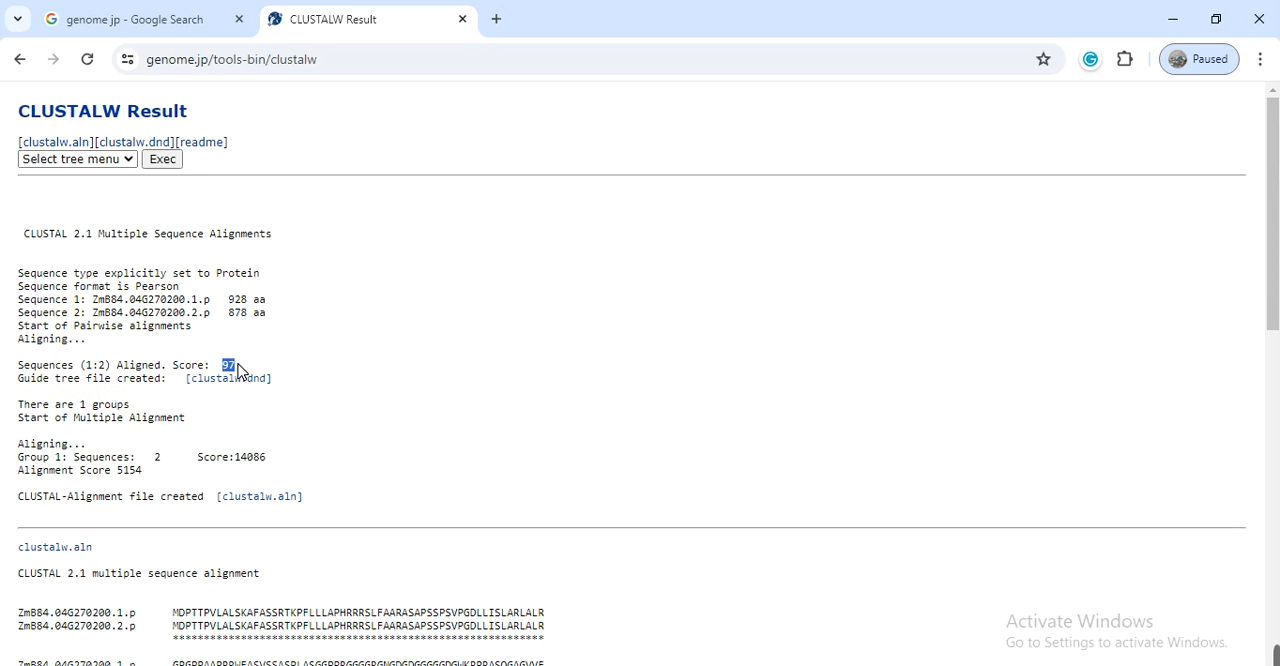 genome jp - Google Search
CLUSTALW Result
genome.jp/tools-bin/clustalw
Paused
CLUSTALW Result
[clustalw.aln][clustalw.dnd][readme]
Select tree menu Exec
CLUSTAL 2.1 Multiple Sequence Alignments
Sequence type explicitly set to Protein
Sequence format is Pearson
Sequence 1: ZmB84.04G270200.1.p 928 aa
Sequence 2: ZmB84.04G270200.2.p 878 aa
Start of Pairwise alignments
Aligning...
Sequences (1:2) Aligned. Score: 97
Guide tree file created: [clustalw.dnd]
There are 1 groups
Start of Multiple Alignment
Aligning...
Group 1: Sequences: 2 Score:14086
Alignment Score 5154
CLUSTAL-Alignment file created [clustalw.aln]
clustalw.aln
CLUSTAL 2.1 multiple sequence alignment
ZmB84.04G270200.1.p MDPTTPVLALSKAFASSRTKPFLLLAPHRRRSLFAARASAPSSPSVPGDLLISLARLALR
ZmB84.04G270200.2.p MDPTTPVLALSKAFASSRTKPFLLLAPHRRRSLFAARASAPSSPSVPGDLLISLARLALR
************************************************************
Activate Windows
Go to Settings to activate Windows.